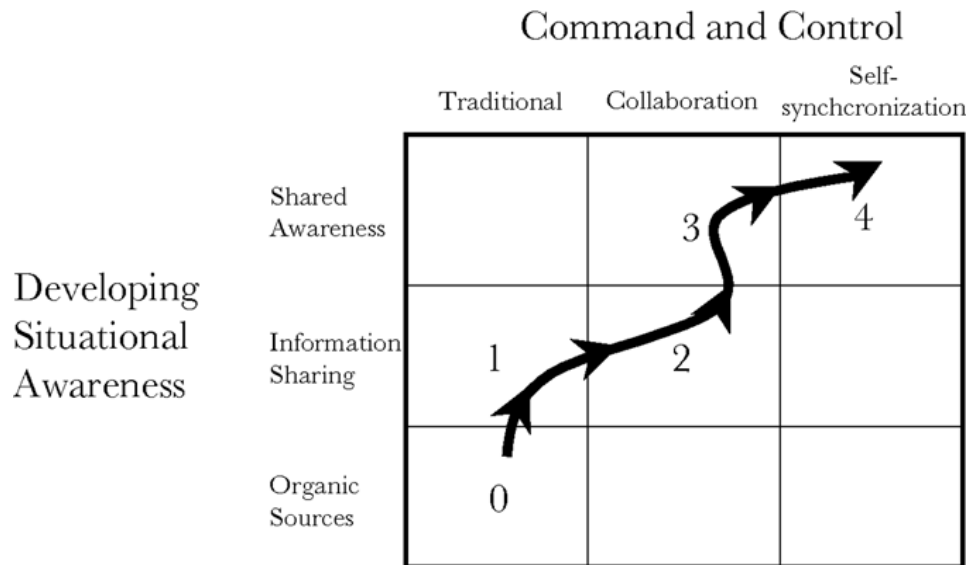 Command and Control
Traditional
Collaboration
Self-
synchcronization
Developing
Situational
Awareness
Shared
Awareness
Information
Sharing
Organic
Sources
3
4
1
2
0